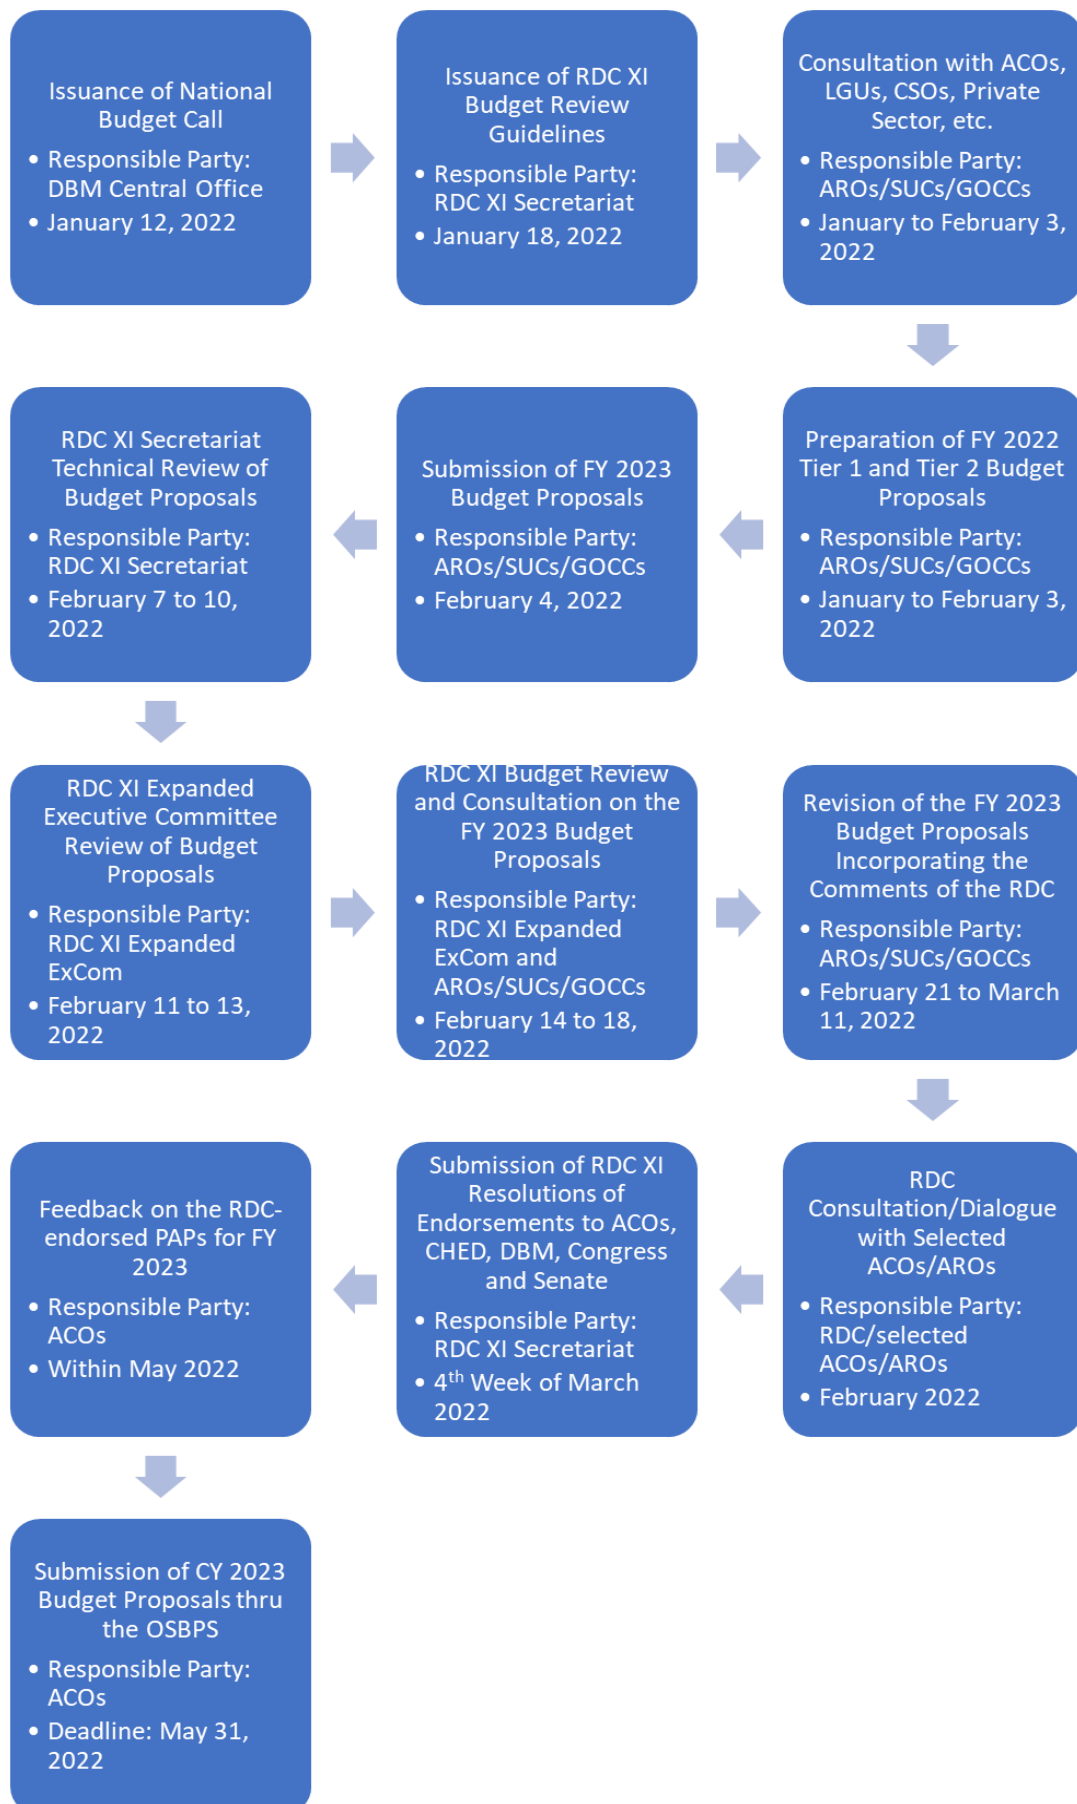 Issuance of National
Budget Call
• Responsible Party:
DBM Central Office
• January 12, 2022
Issuance of RDC XI
Budget Review
Guidelines
• Responsible Party:
RDC XI Secretariat
• January 18, 2022
Consultation with ACOs,
LGUs, CSOs, Private
Sector, etc.
• Responsible Party:
AROs/SUCs/GOCCs
• January to February 3,
2022
Preparation of FY 2022
Tier 1 and Tier 2 Budget
Proposals
• Responsible Party:
AROs/SUCs/GOCCs
• January to February 3,
2022
Submission of FY 2023
Budget Proposals
• Responsible Party:
AROs/SUCs/GOCCs
• February 4, 2022
RDC XI Secretariat
Technical Review of
Budget Proposals
• Responsible Party:
RDC XI Secretariat
• February 7 to 10,
2022
RDC XI Expanded
Executive Committee
Review of Budget
Proposals
• Responsible Party:
RDC XI Expanded
ExCom
• February 11 to 13,
2022
RDC XI Budget Review
and Consultation on the
FY 2023 Budget
Proposals
• Responsible Party:
RDC XI Expanded
ExCom and
AROs/SUCs/GOCCs
• February 14 to 18,
2022
Revision of the FY 2023
Budget Proposals
Incorporating the
Comments of the RDC
• Responsible Party:
AROs/SUCs/GOCCs
• February 21 to March
11, 2022
RDC
Consultation/Dialogue
with Selected
ACOs/AROs
• Responsible Party:
RDC/selected
ACOs/AROs
• February 2022
Submission of RDC XI
Resolutions of
Endorsements to ACOs,
CHED, DBM, Congress
and Senate
• Responsible Party:
RDC XI Secretariat
• 4th Week of March
2022
Feedback on the RDC-
endorsed PAPs for FY
2023
• Responsible Party:
ACOs
• Within May 2022
Submission of CY 2023
Budget Proposals thru
the OSBPS
• Responsible Party:
ACOs
• Deadline: May 31,
2022